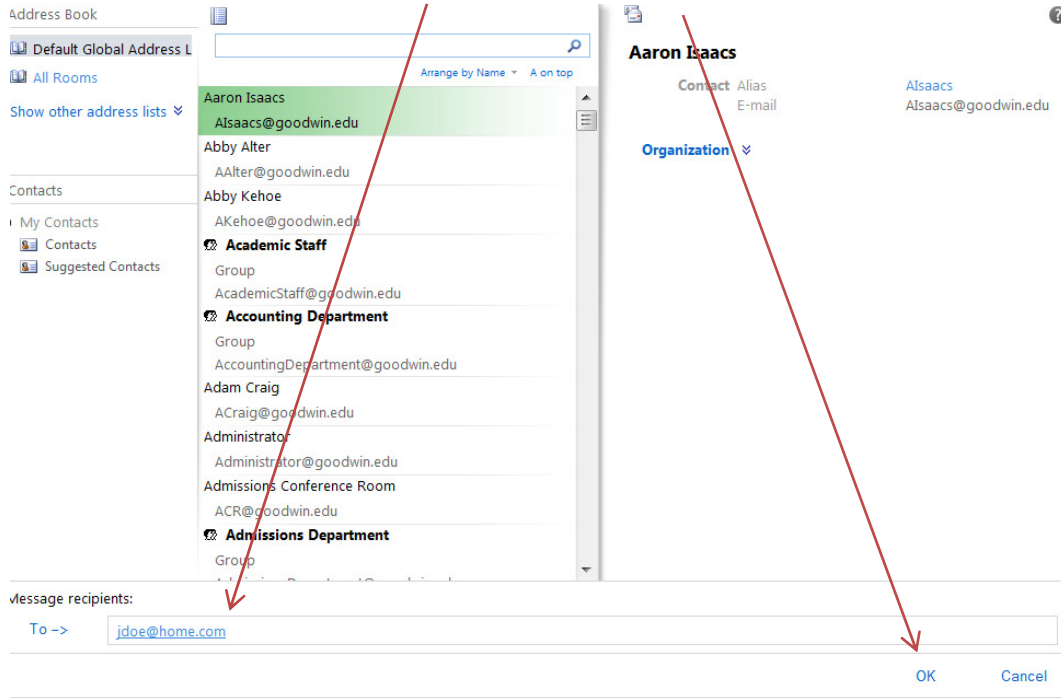 Address Book
Default Global Address L
All Rooms
Show other address lists
Contacts
My Contacts
Contacts
Suggested Contacts
Arrange by Name A on top
Aaron Isaacs
AIsaacs@goodwin.edu
Abby Alter
AAlter@goodwin.edu
Abby Kehoe
AKehoe@goodwin.edu
Academic Staff
Group
AcademicStaff@goodwin.edu
Accounting Department
Group
AccountingDepartment@goodwin.edu
Adam Craig
ACraig@goodwin.edu
Administrator
Administrator@goodwin.edu
Admissions Conference Room
ACR@goodwin.edu
Admissions Department
Group
Aaron Isaacs
Contact Alias AIsaacs
E-mail AIsaacs@goodwin.edu
Organization
Message recipients:
To -> jdoe@home.com
OK Cancel